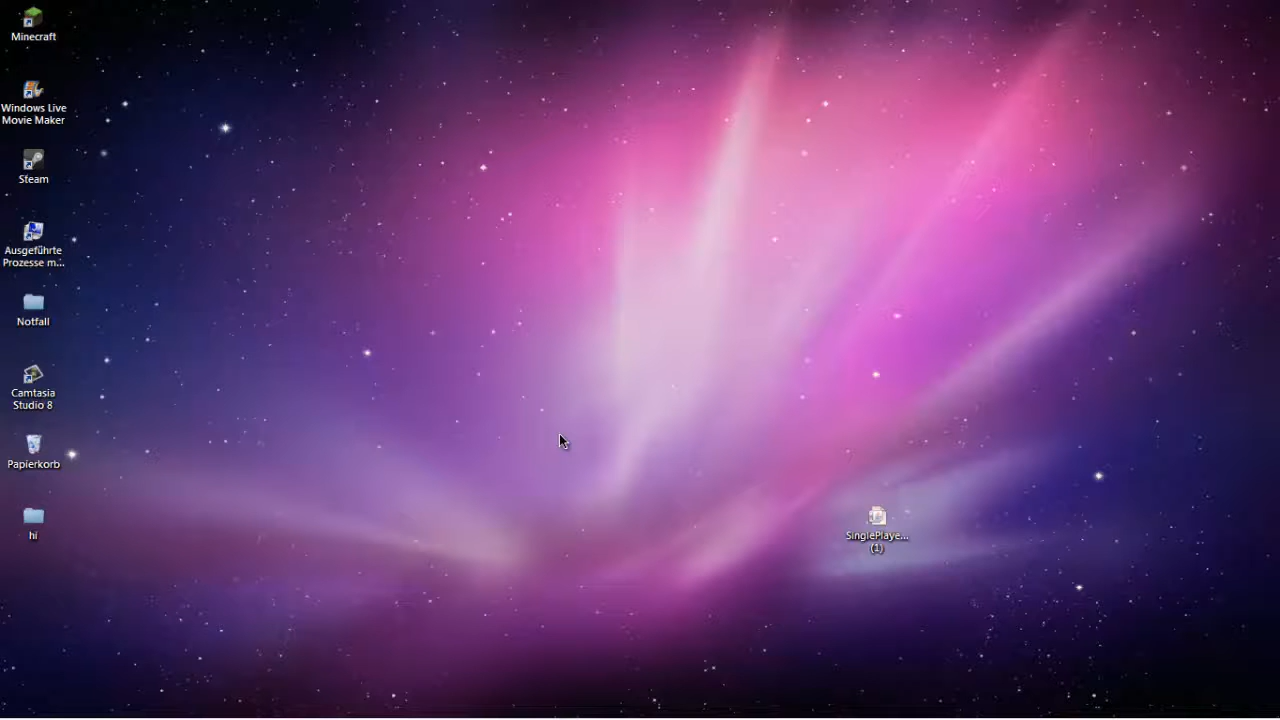 Minecraft
Windows Live
Movie Maker
Steam
Ausgeführte
Prozesse m...
Notfall
Camtasia
Studio 8
Papierkorb
hi
SinglePlaye...
(1)